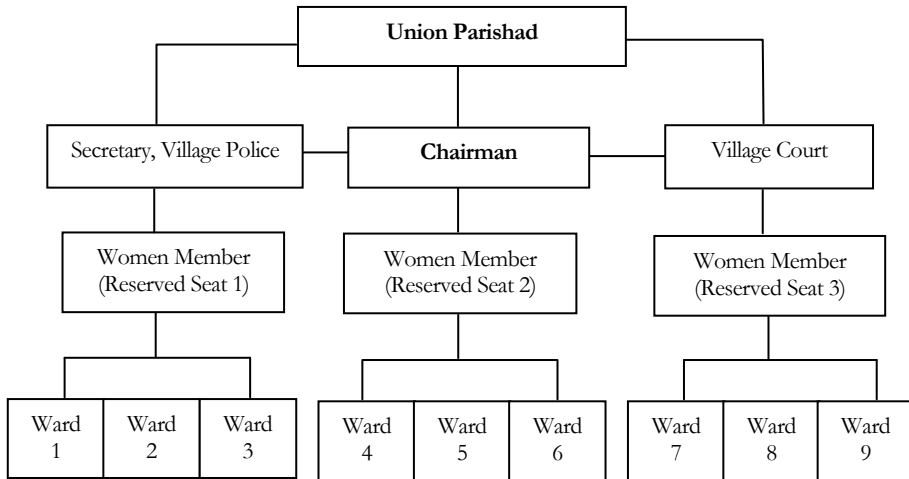 Union Parishad
Secretary, Village Police
Chairman
Village Court
Women Member
(Reserved Seat 1)
Women Member
(Reserved Seat 2)
Women Member
(Reserved Seat 3)
Ward
1
Ward
2
Ward
3
Ward
4
Ward
5
Ward
6
Ward
7
Ward
8
Ward
9